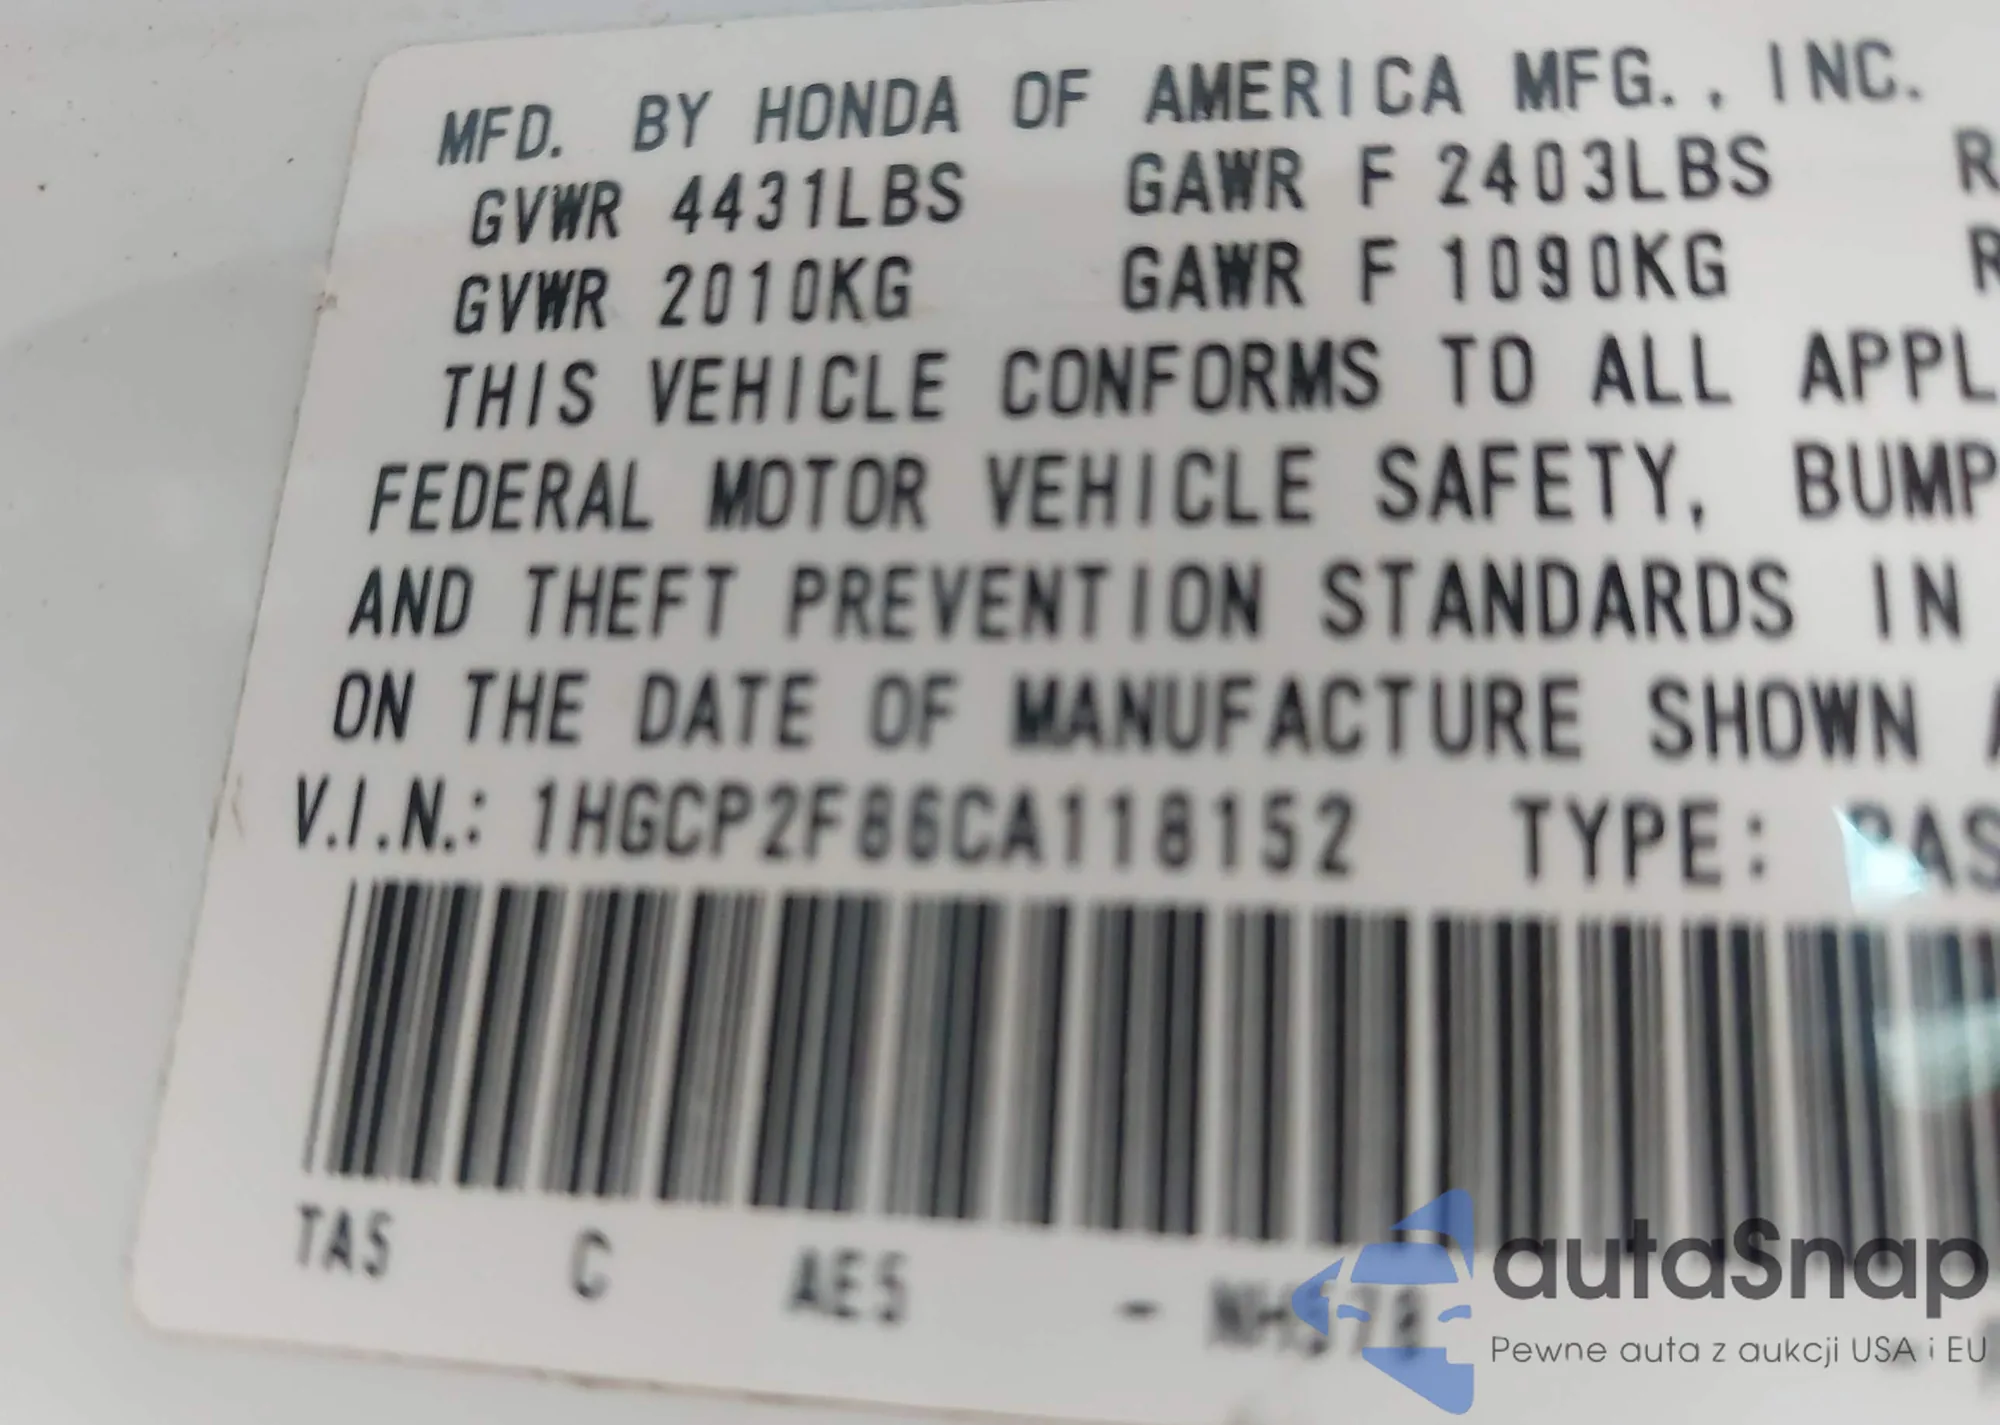 MFD. BY HONDA OF AMERICA MFG., INC.
GVWR 4431LBS GAWR F 2403LBS R
GVWR 2010KG GAWR F 1090KG R
THIS VEHICLE CONFORMS TO ALL APPL
FEDERAL MOTOR VEHICLE SAFETY, BUMP
AND THEFT PREVENTION STANDARDS IN
ON THE DATE OF MANUFACTURE SHOWN A
V.I.N.: 1HGCP2F86CA118152 TYPE: PAS
TA5 C AE5 - NH578
autaSnap
Pewne auta z aukcji USA i EU